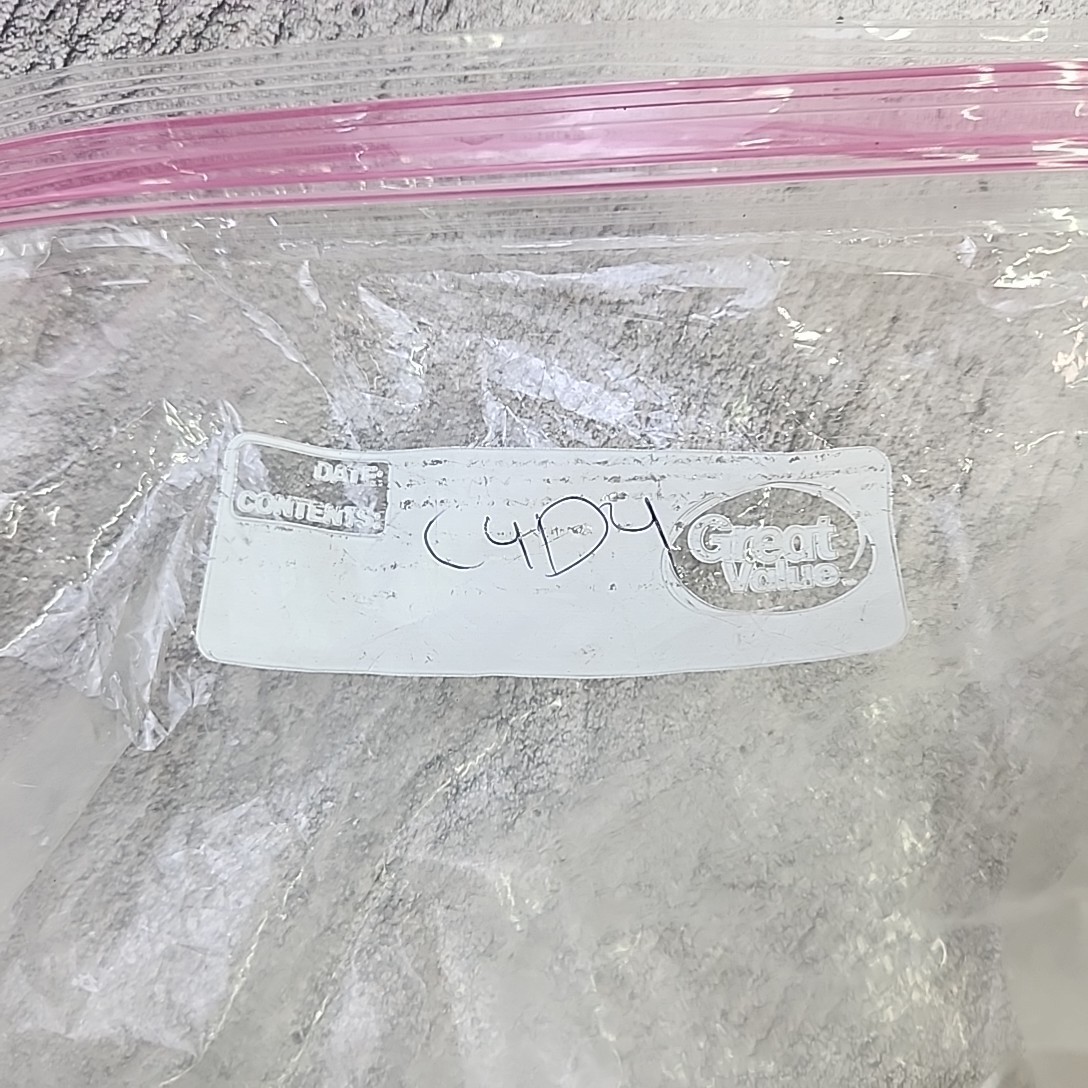 DATE:
CONTENTS:
C4D4
Great
Value